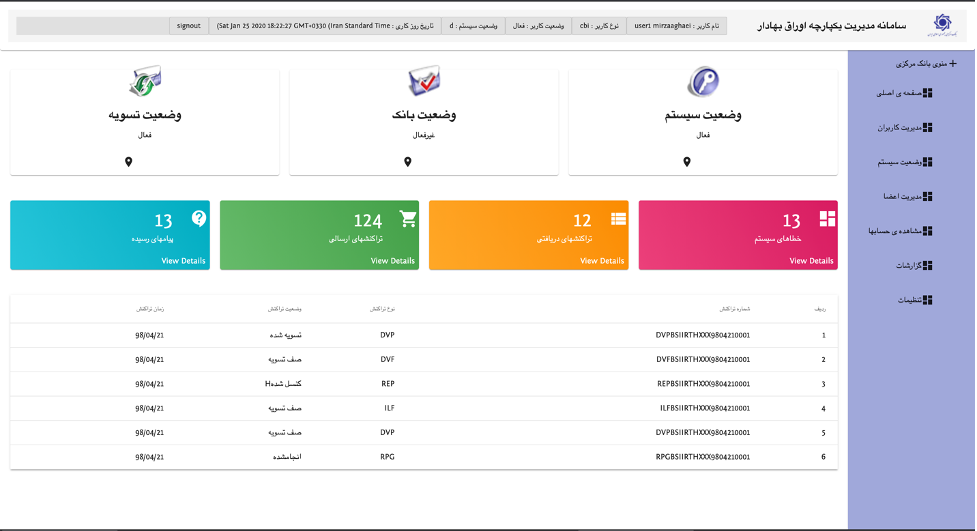 سامانه مدیریت یکپارچه اوراق بهادار
نام کاربر : user1 mirzaaghaei
نوع کاربر : cbi
وضعیت کاربر : فعال
وضعیت سیستم : d
تاریخ روز کاری : Sat Jan 25 2020 18:22:27 GMT+0330 (Iran Standard Time)
signout
+ منوی بانک مرکزی
صفحه ی اصلی
مدیریت کاربران
وضعیت سیستم
مدیریت اعضا
مشاهده ی حسابها
گزارشات
تنظیمات
وضعیت سیستم
فعال
وضعیت بانک
غیرفعال
وضعیت تسویه
فعال
13
خطاهای سیستم
View Details
12
تراکنشهای دریافتی
View Details
124
تراکنشهای ارسالی
View Details
13
پیامهای رسیده
View Details
ردیف شماره تراکنش نوع تراکنش وضعیت تراکنش زمان تراکنش
1 DVPBSIIRTHXXX9804210001 DVP تسویه شده 98/04/21
2 DVFBSIIRTHXXX9804210001 DVF صف تسویه 98/04/21
3 REPBSIIRTHXXX9804210001 REP کنسل شدهH 98/04/21
4 ILFBSIIRTHXXX9804210001 ILF صف تسویه 98/04/21
5 DVPBSIIRTHXXX9804210001 DVP صف تسویه 98/04/21
6 RPGBSIIRTHXXX9804210001 RPG انجامشده 98/04/21